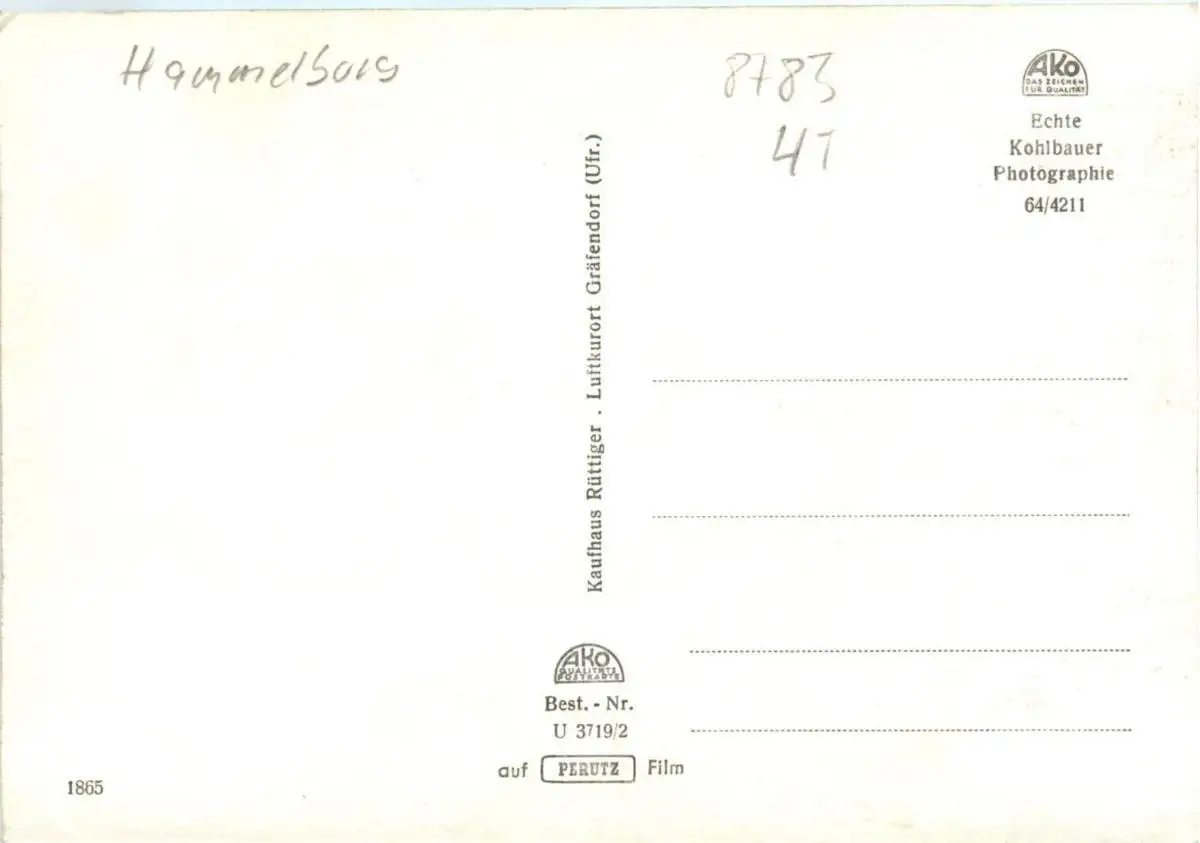 Hammelburg
8783
41
AKO
DAS ZEICHEN
FÜR QUALITÄT
Echte
Kohlbauer
Photographie
64/4211
Kaufhaus Rüttiger . Luftkurort Gräfendorf (Ufr.)
AKO
QUALITÄTS
POSTKARTE
Best. - Nr.
U 3719/2
auf PERUTZ Film
1865